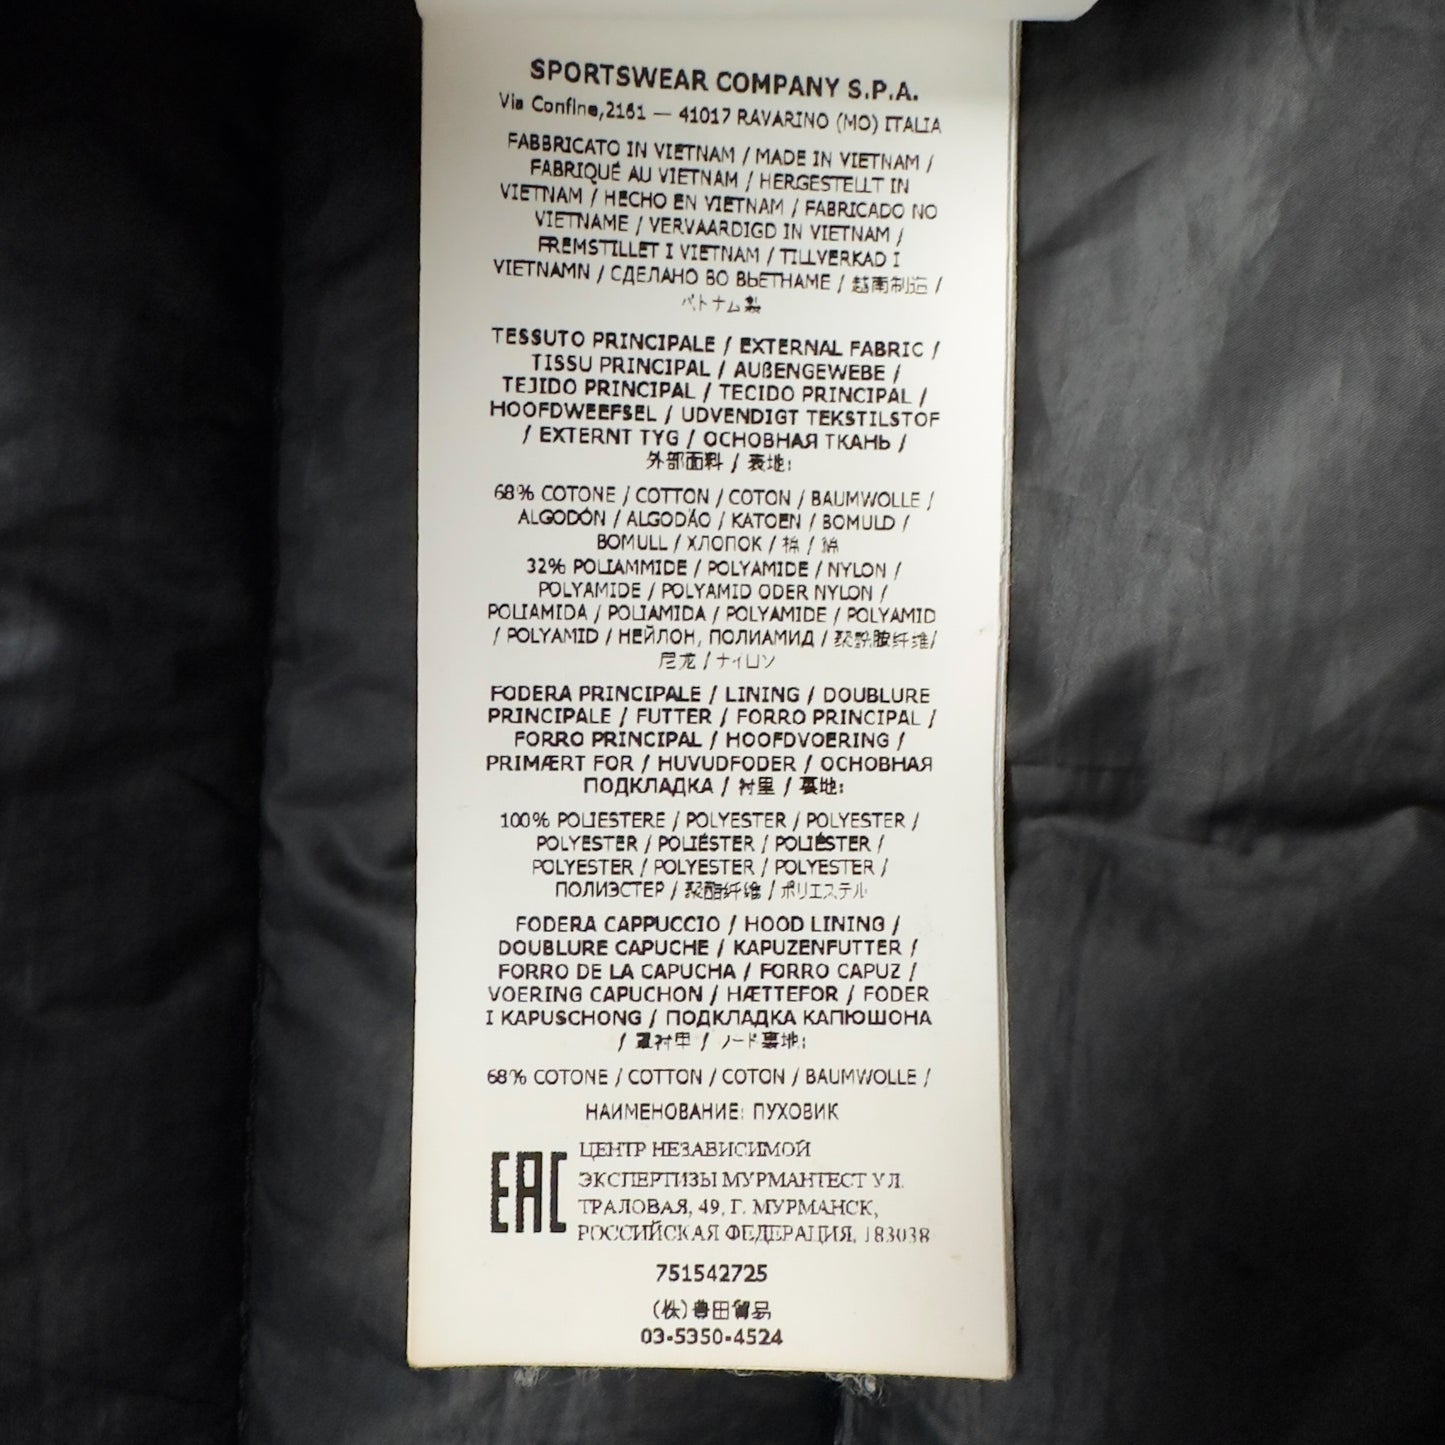 SPORTSWEAR COMPANY S.P.A.
Via Confine,2161 — 41017 RAVARINO (MO) ITALIA
FABBRICATO IN VIETNAM / MADE IN VIETNAM /
FABRIQUÉ AU VIETNAM / HERGESTELLT IN
VIETNAM / HECHO EN VIETNAM / FABRICADO NO
VIETNAME / VERVAARDIGD IN VIETNAM /
FREMSTILLET I VIETNAM / TILLVERKAD I
VIETNAMN / СДЕЛАНО ВО ВЬЕТНАМЕ / 越南制造 /
ベトナム製
TESSUTO PRINCIPALE / EXTERNAL FABRIC /
TISSU PRINCIPAL / AUßENGEWEBE /
TEJIDO PRINCIPAL / TECIDO PRINCIPAL /
HOOFDWEEFSEL / UDVENDIGT TEKSTILSTOF
/ EXTERNT TYG / ОСНОВНАЯ ТКАНЬ /
外部面料 / 表地:
68% COTONE / COTTON / COTON / BAUMWOLLE /
ALGODÓN / ALGODÃO / KATOEN / BOMULD /
BOMULL / ХЛОПОК / 棉 / 綿
32% POLIAMMIDE / POLYAMIDE / NYLON /
POLYAMIDE / POLYAMID ODER NYLON /
POLIAMIDA / POLIAMIDA / POLYAMIDE / POLYAMID
/ POLYAMID / НЕЙЛОН, ПОЛИАМИД / 聚酰胺纤维/
尼龙 / ナイロン
FODERA PRINCIPALE / LINING / DOUBLURE
PRINCIPALE / FUTTER / FORRO PRINCIPAL /
FORRO PRINCIPAL / HOOFDVOERING /
PRIMÆRT FOR / HUVUDFODER / ОСНОВНАЯ
ПОДКЛАДКА / 衬里 / 裏地:
100% POLIESTERE / POLYESTER / POLYESTER /
POLYESTER / POLIÉSTER / POLIÉSTER /
POLYESTER / POLYESTER / POLYESTER /
ПОЛИЭСТЕР / 聚酯纤维 / ポリエステル
FODERA CAPPUCCIO / HOOD LINING /
DOUBLURE CAPUCHE / KAPUZENFUTTER /
FORRO DE LA CAPUCHA / FORRO CAPUZ /
VOERING CAPUCHON / HÆTTEFOR / FODER
I KAPUSCHONG / ПОДКЛАДКА КАПЮШОНА
/ 罩衬里 / フード裏地:
68% COTONE / COTTON / COTON / BAUMWOLLE /
НАИМЕНОВАНИЕ: ПУХОВИК
EAC
ЦЕНТР НЕЗАВИСИМОЙ
ЭКСПЕРТИЗЫ МУРМАНТЕСТ УЛ.
ТРАЛОВАЯ, 49, Г. МУРМАНСК,
РОССИЙСКАЯ ФЕДЕРАЦИЯ, 183038
751542725
(株)豊田貿易
03-5350-4524